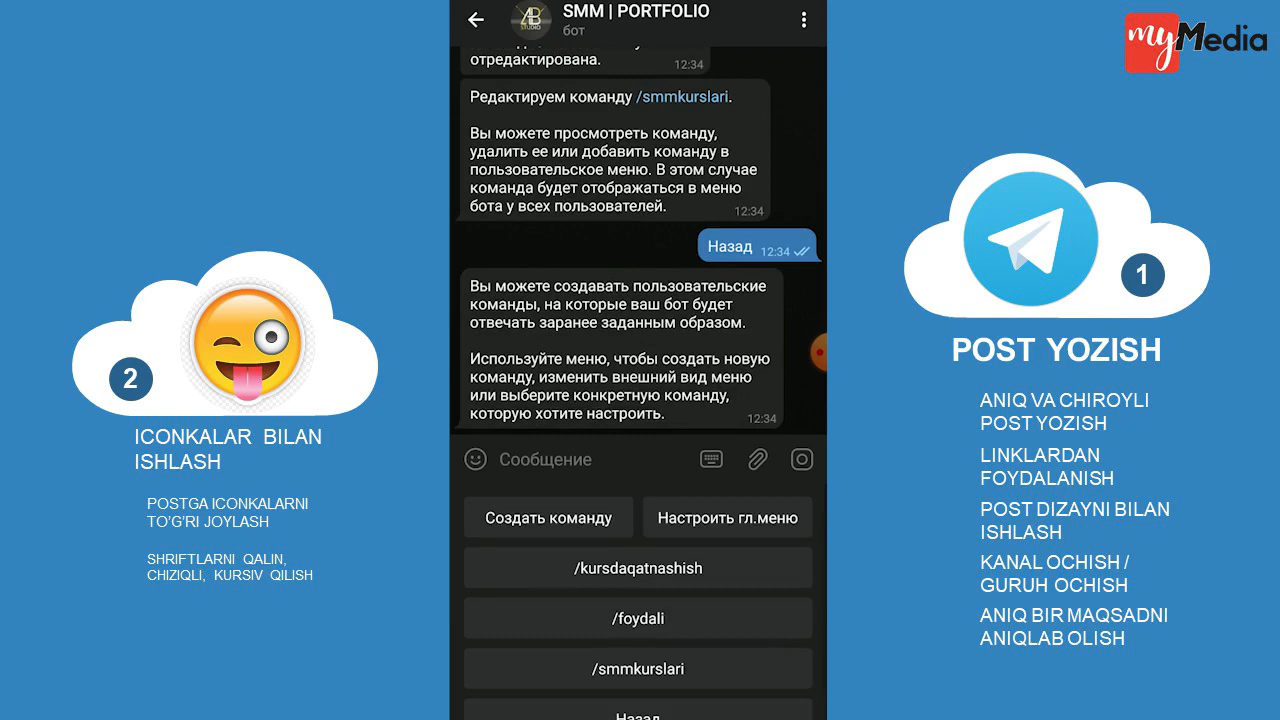 SMM | PORTFOLIO
бот
AB
STUDIO
myMedia
отредактирована.
12:34
Редактируем команду /smmkurslari.
Вы можете просмотреть команду,
удалить ее или добавить команду в
пользовательское меню. В этом случае
команда будет отображаться в меню
бота у всех пользователей.
12:34
Назад 12:34
Вы можете создавать пользовательские
команды, на которые ваш бот будет
отвечать заранее заданным образом.
Используйте меню, чтобы создать новую
команду, изменить внешний вид меню
или выберите конкретную команду,
которую хотите настроить.
12:34
Сообщение
Создать команду
Настроить гл.меню
/kursdaqatnashish
/foydali
/smmkurslari
Назад
2
ICONKALAR BILAN
ISHLASH
POSTGA ICONKALARNI
TO'G'RI JOYLASH
SHRIFTLARNI QALIN,
CHIZIQLI, KURSIV QILISH
1
POST YOZISH
ANIQ VA CHIROYLI
POST YOZISH
LINKLARDAN
FOYDALANISH
POST DIZAYNI BILAN
ISHLASH
KANAL OCHISH /
GURUH OCHISH
ANIQ BIR MAQSADNI
ANIQLAB OLISH